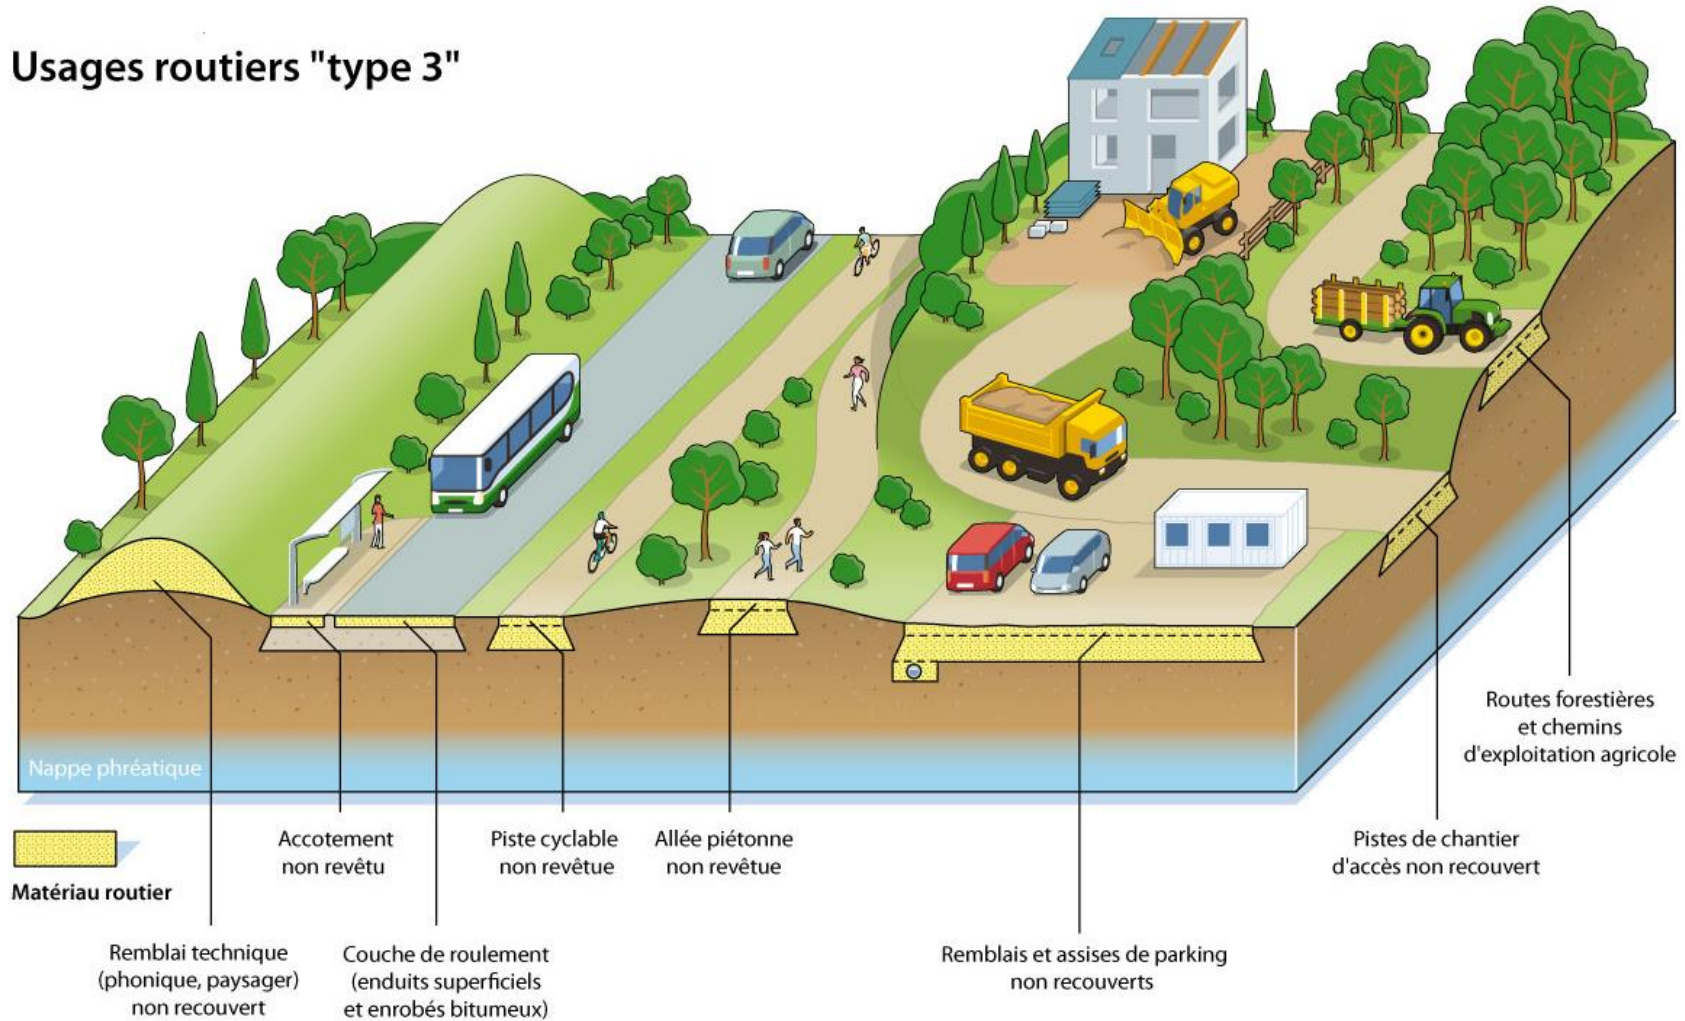 Usages routiers "type 3"
Nappe phréatique
Matériau routier
Accotement
non revêtu
Piste cyclable
non revêtue
Allée piétonne
non revêtue
Pistes de chantier
d'accès non recouvert
Routes forestières
et chemins
d'exploitation agricole
Remblai technique
(phonique, paysager)
non recouvert
Couche de roulement
(enduits superficiels
et enrobés bitumeux)
Remblais et assises de parking
non recouverts